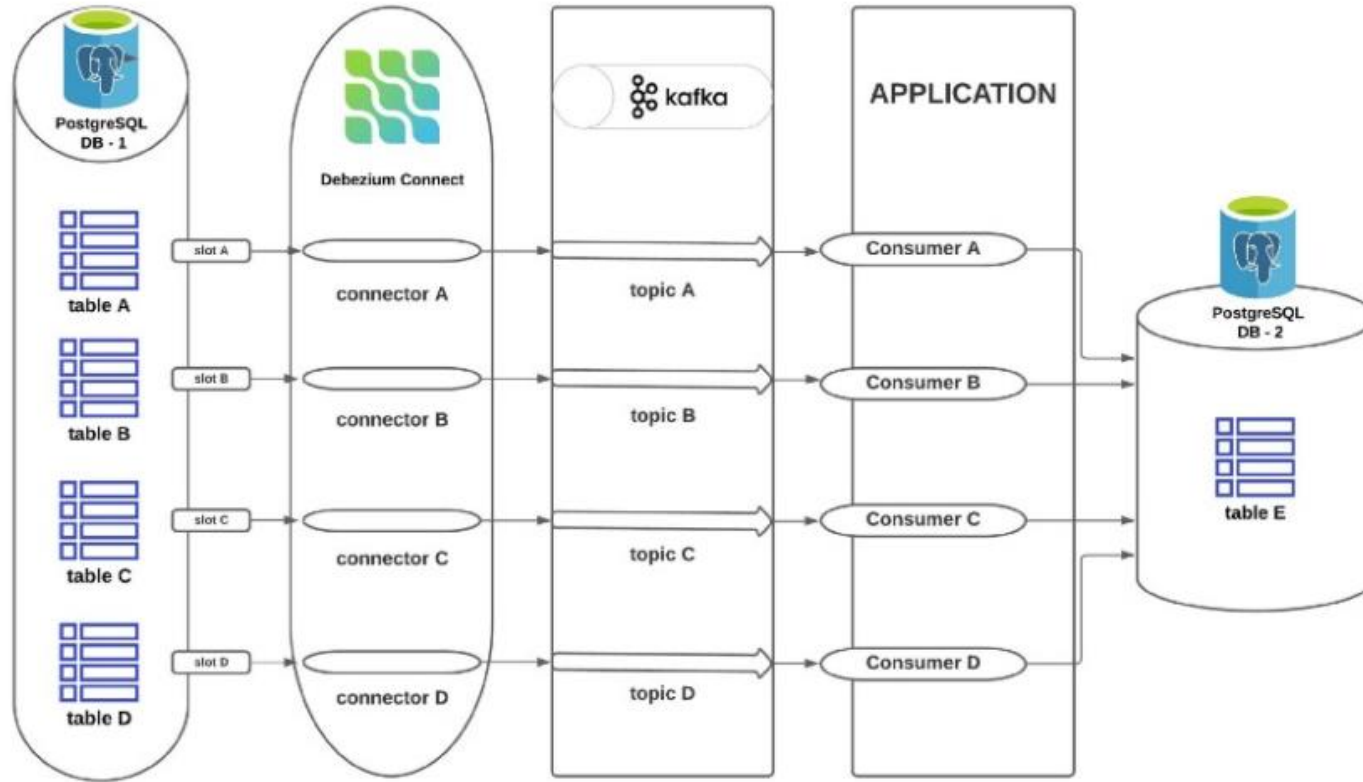 PostgreSQL
DB - 1
Debezium Connect
kafka
APPLICATION
slot A
Consumer A
table A
connector A
topic A
PostgreSQL
DB - 2
slot B
Consumer B
table B
connector B
topic B
slot C
Consumer C
table E
table C
connector C
topic C
slot D
Consumer D
table D
connector D
topic D